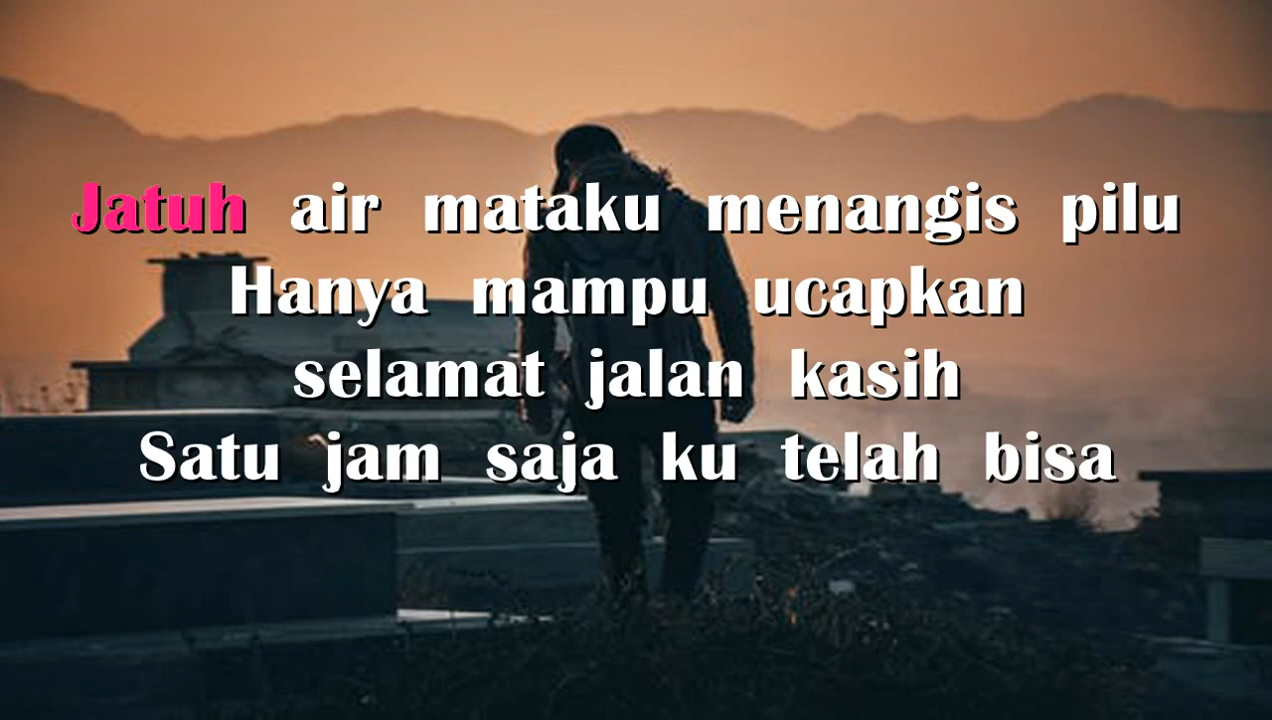 Jatuh air mataku menangis pilu
Hanya mampu ucapkan
selamat jalan kasih
Satu jam saja ku telah bisa